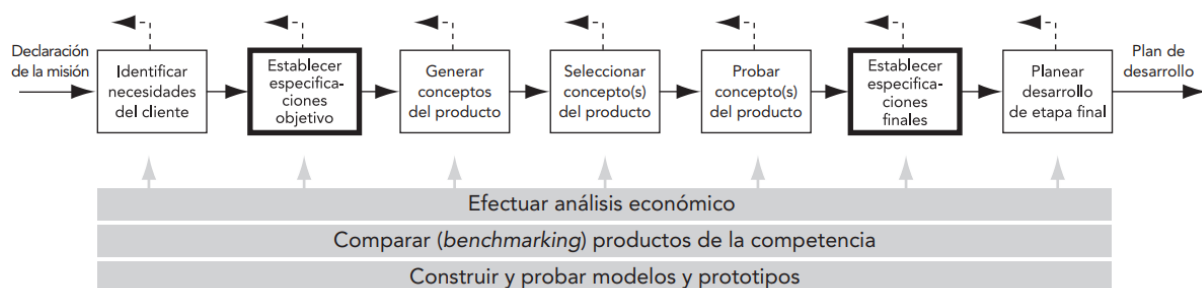 Declaración
de la misión
Identificar
necesidades
del cliente
Establecer
especifica-
ciones
objetivo
Generar
conceptos
del producto
Seleccionar
concepto(s)
del producto
Probar
concepto(s)
del producto
Establecer
especifica-
ciones
finales
Planear
desarrollo
de etapa final
Plan de
desarrollo
Efectuar análisis económico
Comparar (benchmarking) productos de la competencia
Construir y probar modelos y prototipos